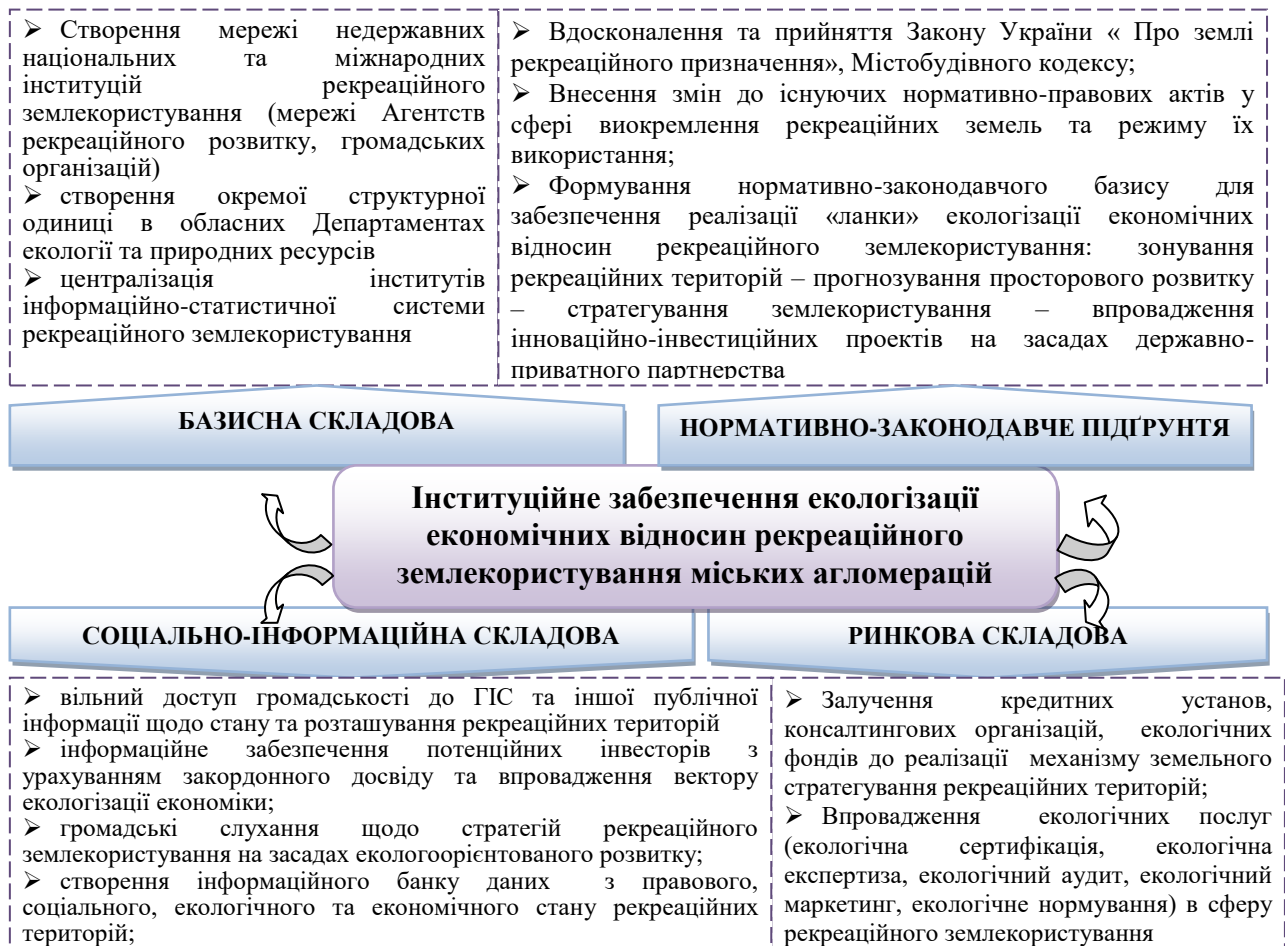 ➢ Створення мережі недержавних
національних та міжнародних
інституцій рекреаційного
землекористування (мережі Агентств
рекреаційного розвитку, громадських
організацій)
➢ створення окремої структурної
одиниці в обласних Департаментах
екології та природних ресурсів
➢ централізація інститутів
інформаційно-статистичної системи
рекреаційного землекористування
➢ Вдосконалення та прийняття Закону України « Про землі
рекреаційного призначення», Містобудівного кодексу;
➢ Внесення змін до існуючих нормативно-правових актів у
сфері виокремлення рекреаційних земель та режиму їх
використання;
➢ Формування нормативно-законодавчого базису для
забезпечення реалізації «ланки» екологізації економічних
відносин рекреаційного землекористування: зонування
рекреаційних територій – прогнозування просторового розвитку
– стратегування землекористування – впровадження
інноваційно-інвестиційних проектів на засадах державно-
приватного партнерства
БАЗИСНА СКЛАДОВА
НОРМАТИВНО-ЗАКОНОДАВЧЕ ПІДҐРУНТЯ
Інституційне забезпечення екологізації
економічних відносин рекреаційного
землекористування міських агломерацій
СОЦІАЛЬНО-ІНФОРМАЦІЙНА СКЛАДОВА
РИНКОВА СКЛАДОВА
➢ вільний доступ громадськості до ГІС та іншої публічної
інформації щодо стану та розташування рекреаційних територій
➢ інформаційне забезпечення потенційних інвесторів з
урахуванням закордонного досвіду та впровадження вектору
екологізації економіки;
➢ громадські слухання щодо стратегій рекреаційного
землекористування на засадах екологоорієнтованого розвитку;
➢ створення інформаційного банку даних з правового,
соціального, екологічного та економічного стану рекреаційних
територій;
➢ Залучення кредитних установ,
консалтингових організацій, екологічних
фондів до реалізації механізму земельного
стратегування рекреаційних територій;
➢ Впровадження екологічних послуг
(екологічна сертифікація, екологічна
експертиза, екологічний аудит, екологічний
маркетинг, екологічне нормування) в сферу
рекреаційного землекористування